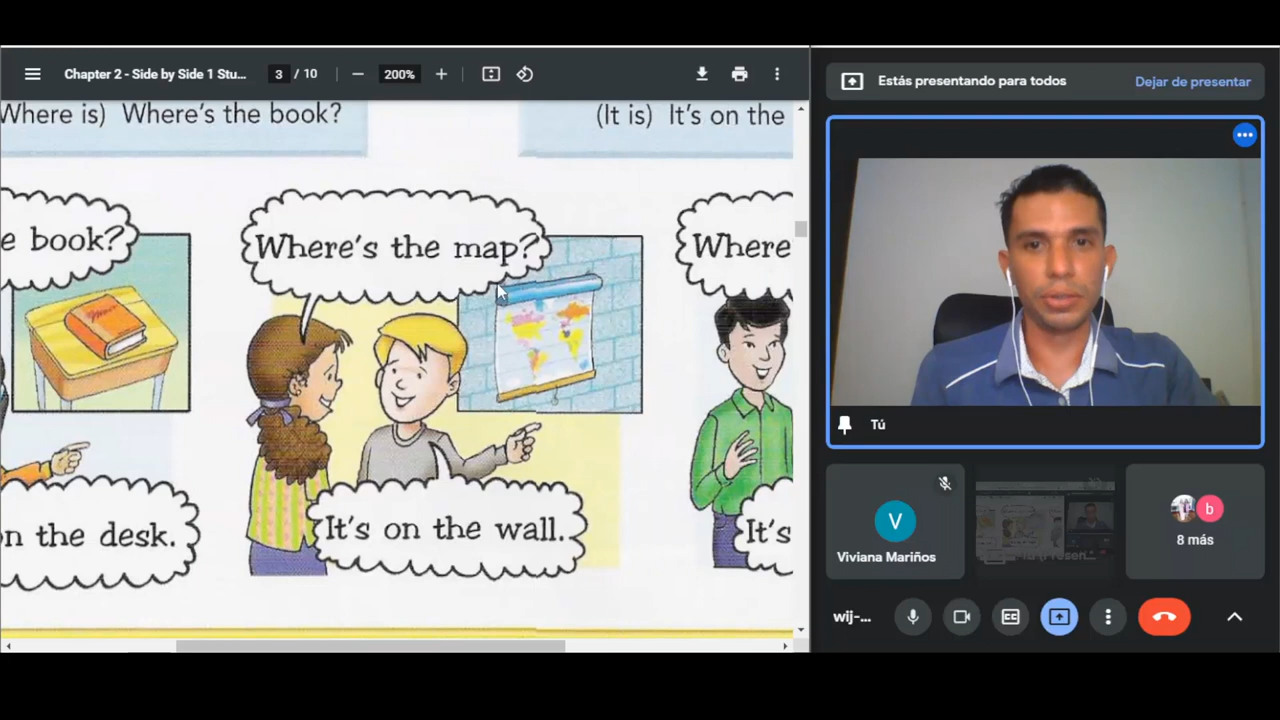 Chapter 2 - Side by Side 1 Stu... 3 / 10 200%
Where is) Where's the book?
(It is) It's on the
e book?
Where's the map?
Where
n the desk.
It's on the wall.
It's
Estás presentando para todos
Dejar de presentar
Tú
V
Viviana Mariños
b
8 más
wij-...